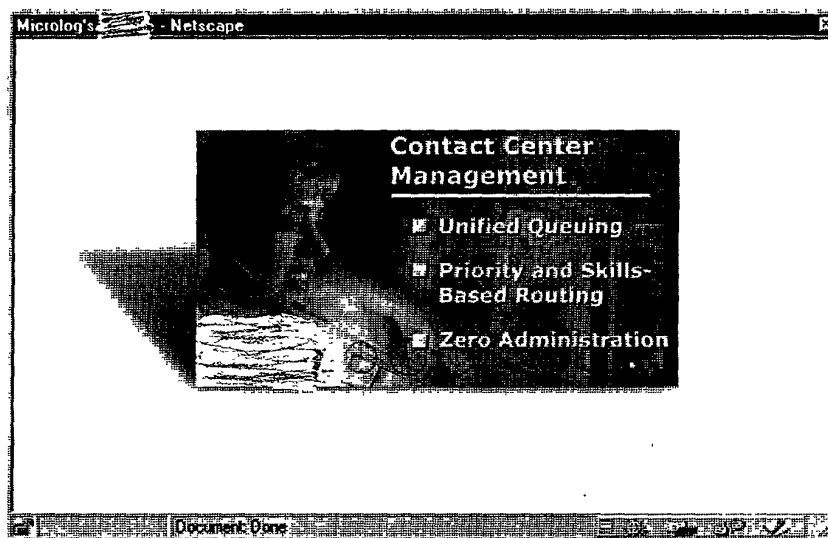 Microlog's - Netscape
Contact Center
Management
Unified Queuing
Priority and Skills-
Based Routing
Zero Administration
Document: Done